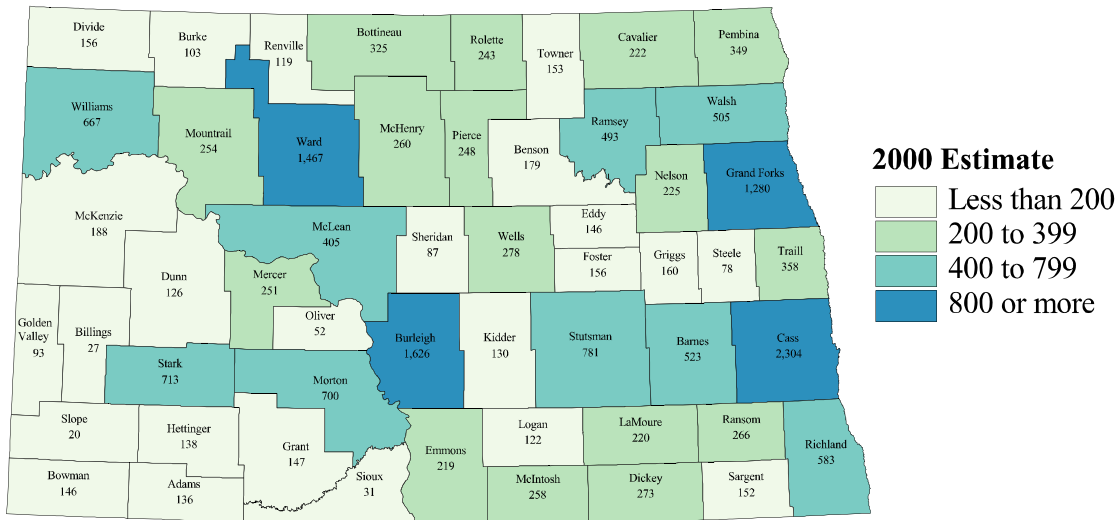 Divide
156
Burke
103
Renville
119
Bottineau
325
Rolette
243
Towner
153
Cavalier
222
Pembina
349
Williams
667
Mountrail
254
Ward
1,467
McHenry
260
Pierce
248
Benson
179
Ramsey
493
Walsh
505
Nelson
225
Grand Forks
1,280
McKenzie
188
Dunn
126
McLean
405
Mercer
251
Oliver
52
Sheridan
87
Wells
278
Eddy
146
Foster
156
Griggs
160
Steele
78
Traill
358
Golden
Valley
93
Billings
27
Stark
713
Morton
700
Burleigh
1,626
Kidder
130
Stutsman
781
Barnes
523
Cass
2,304
Slope
20
Hettinger
138
Grant
147
Bowman
146
Adams
136
Sioux
31
Emmons
219
Logan
122
McIntosh
258
LaMoure
220
Dickey
273
Ransom
266
Sargent
152
Richland
583
2000 Estimate
Less than 200
200 to 399
400 to 799
800 or more